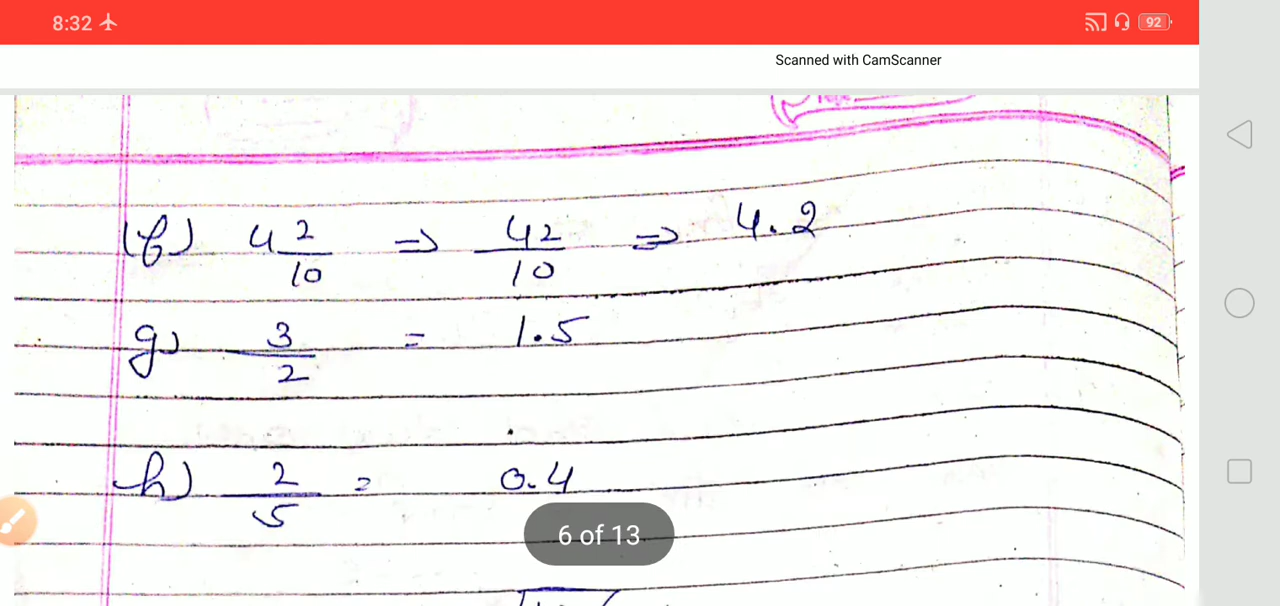 8:32
92
Scanned with CamScanner
(f) 4 2/10 ⇒ 42/10 ⇒ 4.2
g) 3/2 = 1.5
h) 2/5 = 0.4
6 of 13